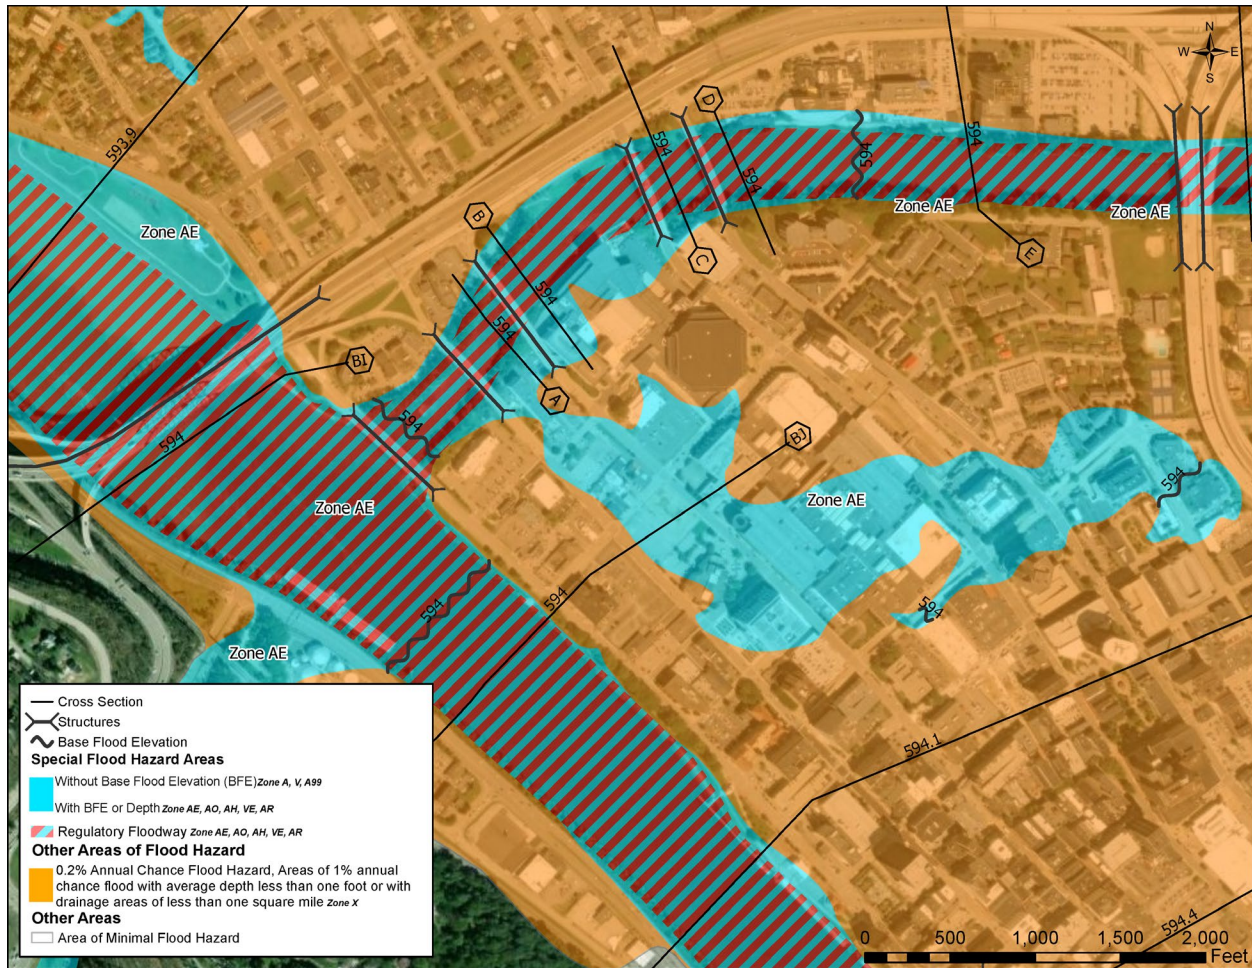 N
W E
S
593.9
D
594
594
594
594
Zone AE
Zone AE
Zone AE
B
C
E
594
594
BI
A
594
594
BJ
Zone AE
Zone AE
594
594
594
594
Zone AE
594.1
594.4
Cross Section
Structures
Base Flood Elevation
Special Flood Hazard Areas
Without Base Flood Elevation (BFE) Zone A, V, A99
With BFE or Depth Zone AE, AO, AH, VE, AR
Regulatory Floodway Zone AE, AO, AH, VE, AR
Other Areas of Flood Hazard
0.2% Annual Chance Flood Hazard, Areas of 1% annual
chance flood with average depth less than one foot or with
drainage areas of less than one square mile Zone X
Other Areas
Area of Minimal Flood Hazard
0 500 1,000 1,500 2,000
Feet